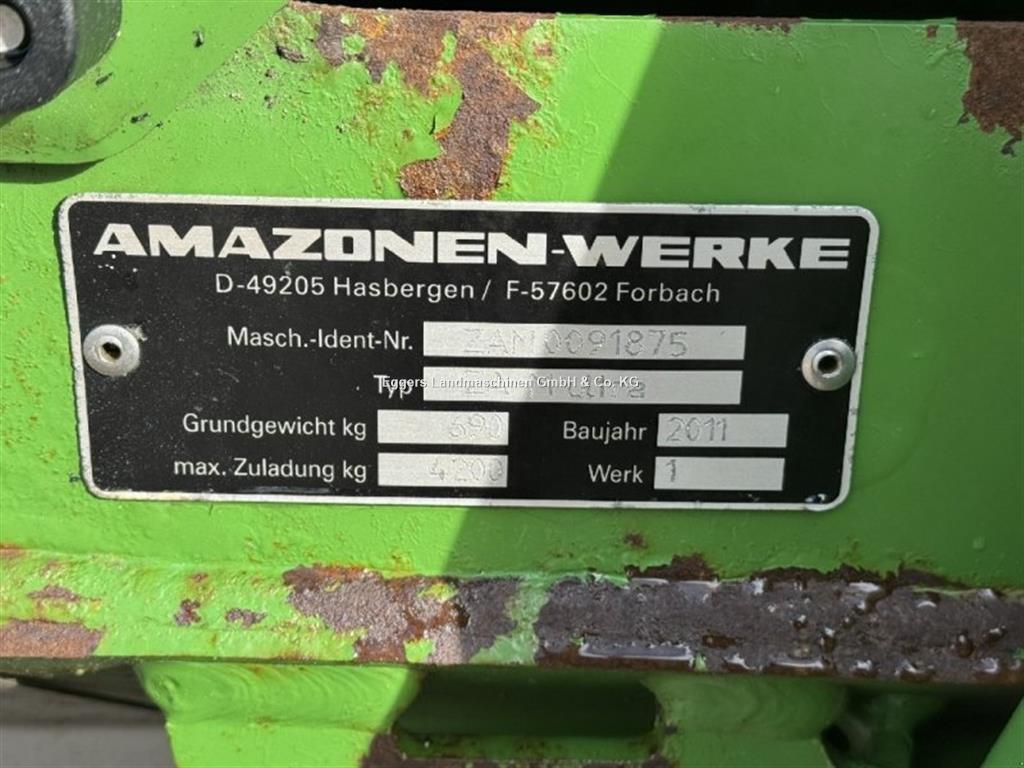 AMAZONEN-WERKE
D-49205 Hasbergen / F-57602 Forbach
Masch.-Ident-Nr. ZAM0091875
Typ
Eggers Landmaschinen GmbH & Co. KG
Grundgewicht kg 690 Baujahr 2011
max. Zuladung kg 4200 Werk 1